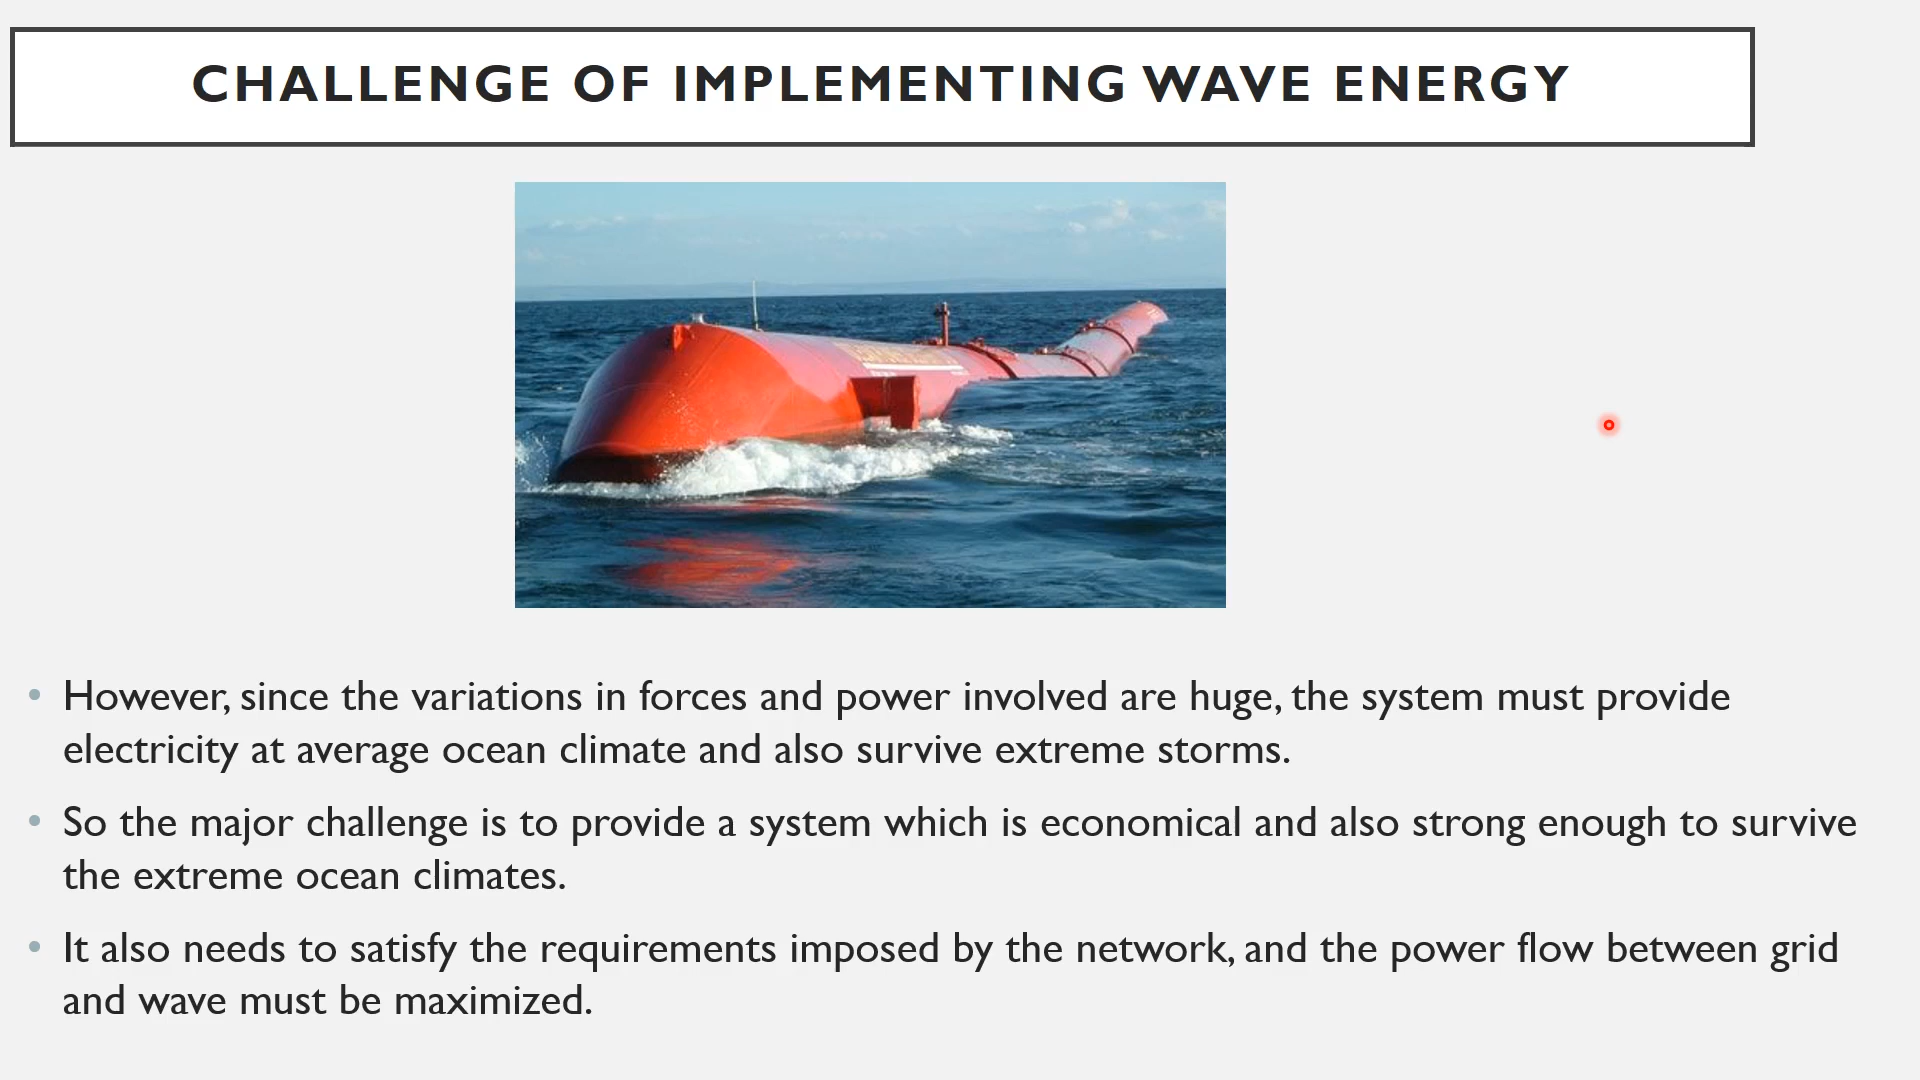 CHALLENGE OF IMPLEMENTING WAVE ENERGY
• However, since the variations in forces and power involved are huge, the system must provide
electricity at average ocean climate and also survive extreme storms.
• So the major challenge is to provide a system which is economical and also strong enough to survive
the extreme ocean climates.
• It also needs to satisfy the requirements imposed by the network, and the power flow between grid
and wave must be maximized.